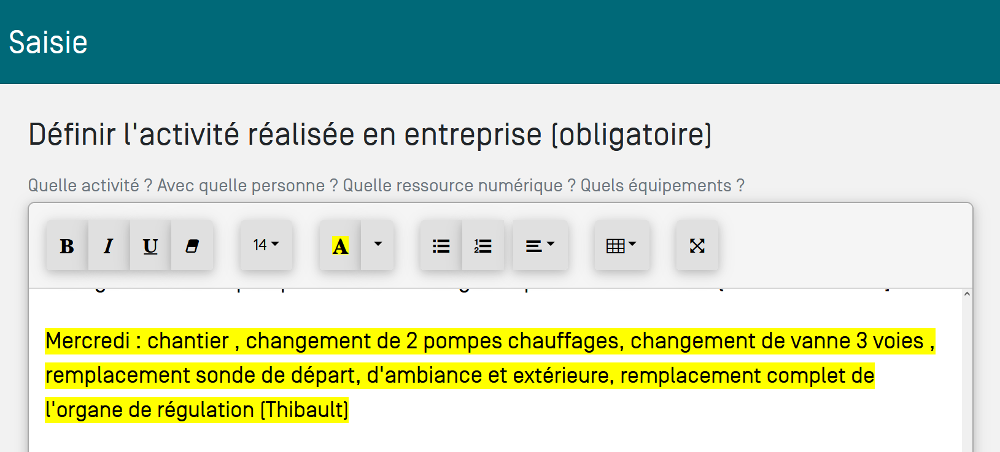 Saisie
Définir l'activité réalisée en entreprise (obligatoire)
Quelle activité ? Avec quelle personne ? Quelle ressource numérique ? Quels équipements ?
B I U 14 A
Mercredi : chantier , changement de 2 pompes chauffages, changement de vanne 3 voies ,
remplacement sonde de départ, d'ambiance et extérieure, remplacement complet de
l'organe de régulation (Thibault)